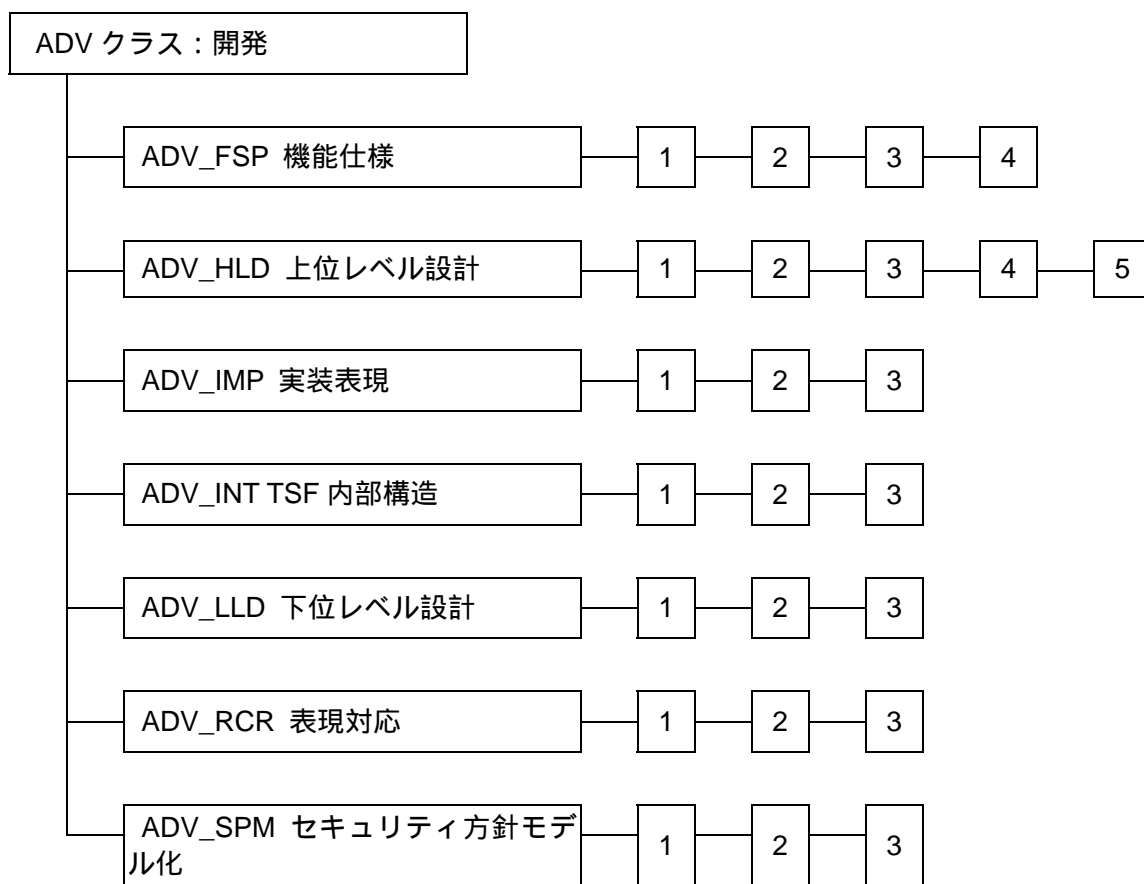 ADV クラス:開発
ADV_FSP 機能仕様 1 2 3 4
ADV_HLD 上位レベル設計 1 2 3 4 5
ADV_IMP 実装表現 1 2 3
ADV_INT TSF 内部構造 1 2 3
ADV_LLD 下位レベル設計 1 2 3
ADV_RCR 表現対応 1 2 3
ADV_SPM セキュリティ方針モデ
ル化 1 2 3